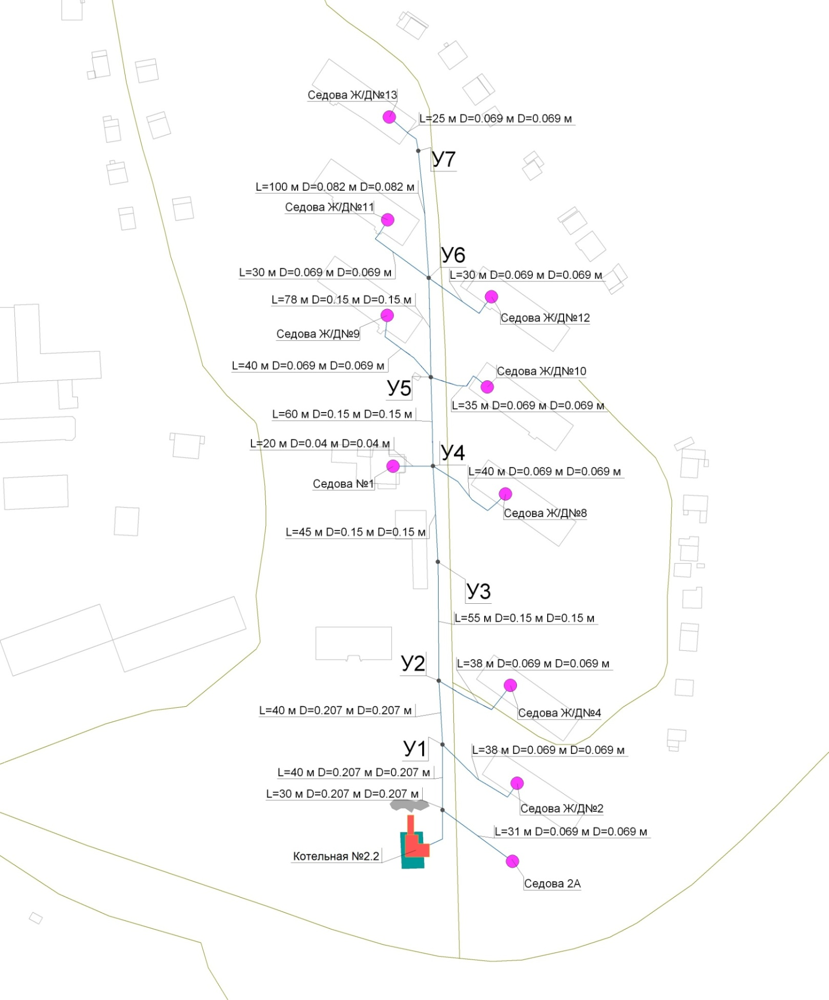 Седова Ж/Д№13
L=25 м D=0.069 м D=0.069 м
У7
L=100 м D=0.082 м D=0.082 м
Седова Ж/Д№11
У6
L=30 м D=0.069 м D=0.069 м
L=30 м D=0.069 м D=0.069 м
L=78 м D=0.15 м D=0.15 м
Седова Ж/Д№12
Седова Ж/Д№9
L=40 м D=0.069 м D=0.069 м
Седова Ж/Д№10
У5
L=35 м D=0.069 м D=0.069 м
L=60 м D=0.15 м D=0.15 м
L=20 м D=0.04 м D=0.04 м
У4
L=40 м D=0.069 м D=0.069 м
Седова №1
Седова Ж/Д№8
L=45 м D=0.15 м D=0.15 м
У3
L=55 м D=0.15 м D=0.15 м
У2
L=38 м D=0.069 м D=0.069 м
L=40 м D=0.207 м D=0.207 м
Седова Ж/Д№4
У1
L=38 м D=0.069 м D=0.069 м
L=40 м D=0.207 м D=0.207 м
L=30 м D=0.207 м D=0.207 м
Седова Ж/Д№2
L=31 м D=0.069 м D=0.069 м
Котельная №2.2
Седова 2А